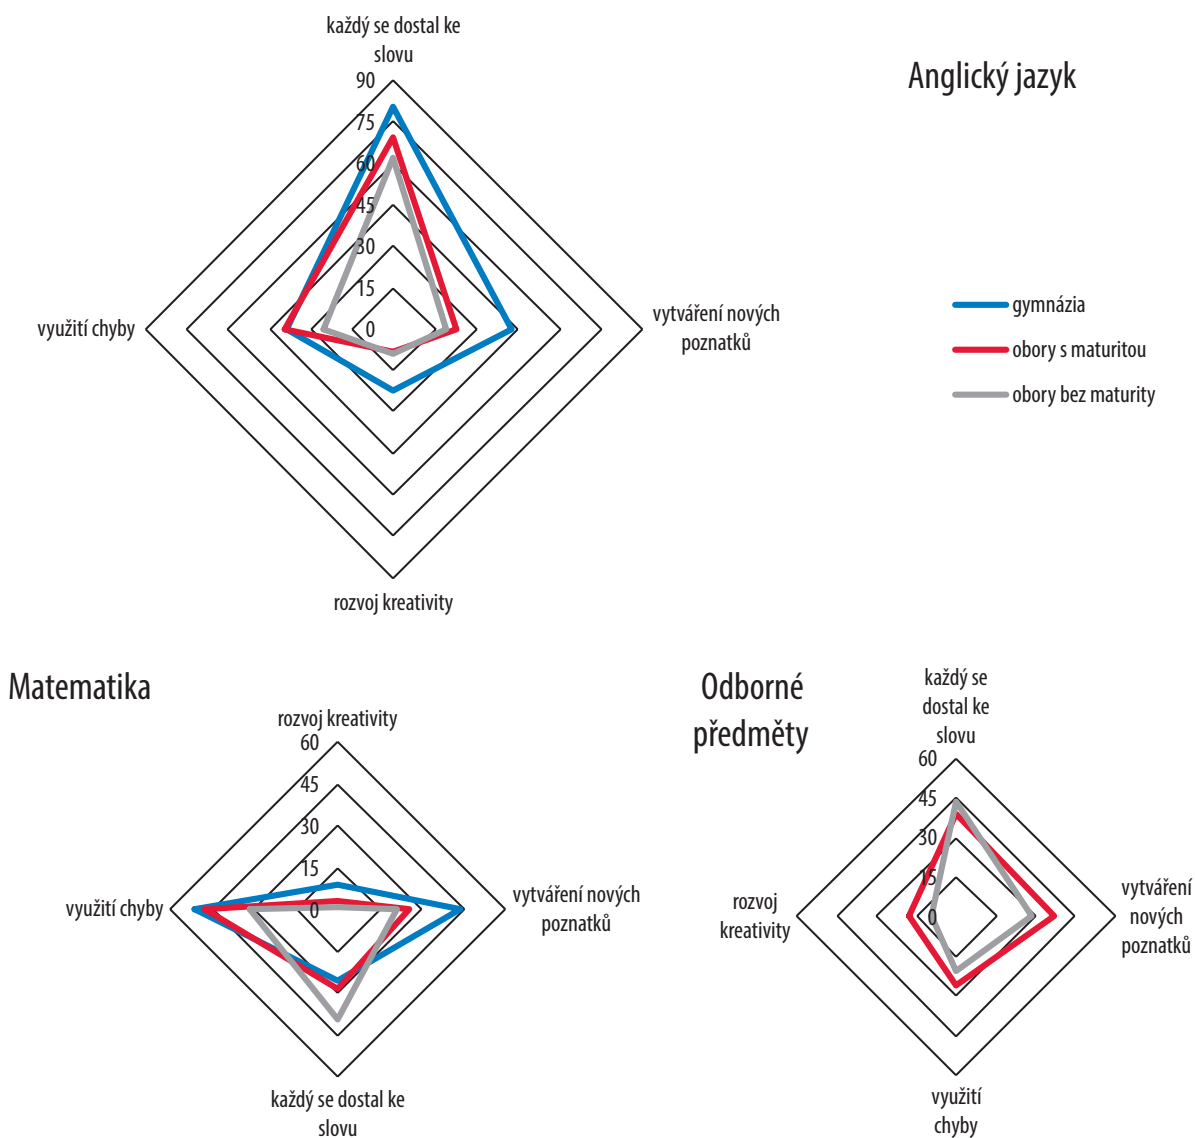 každý se dostal ke
slovu
Anglický jazyk
90
75
60
45
30
15
0
využití chyby
vytváření nových
poznatků
rozvoj kreativity
gymnázia
obory s maturitou
obory bez maturity
Matematika
rozvoj kreativity
60
45
30
15
0
využití chyby
vytváření nových
poznatků
každý se dostal ke
slovu
Odborné
předměty
každý se
dostal ke
slovu
60
45
30
15
0
rozvoj
kreativity
vytváření
nových
poznatků
využití
chyby